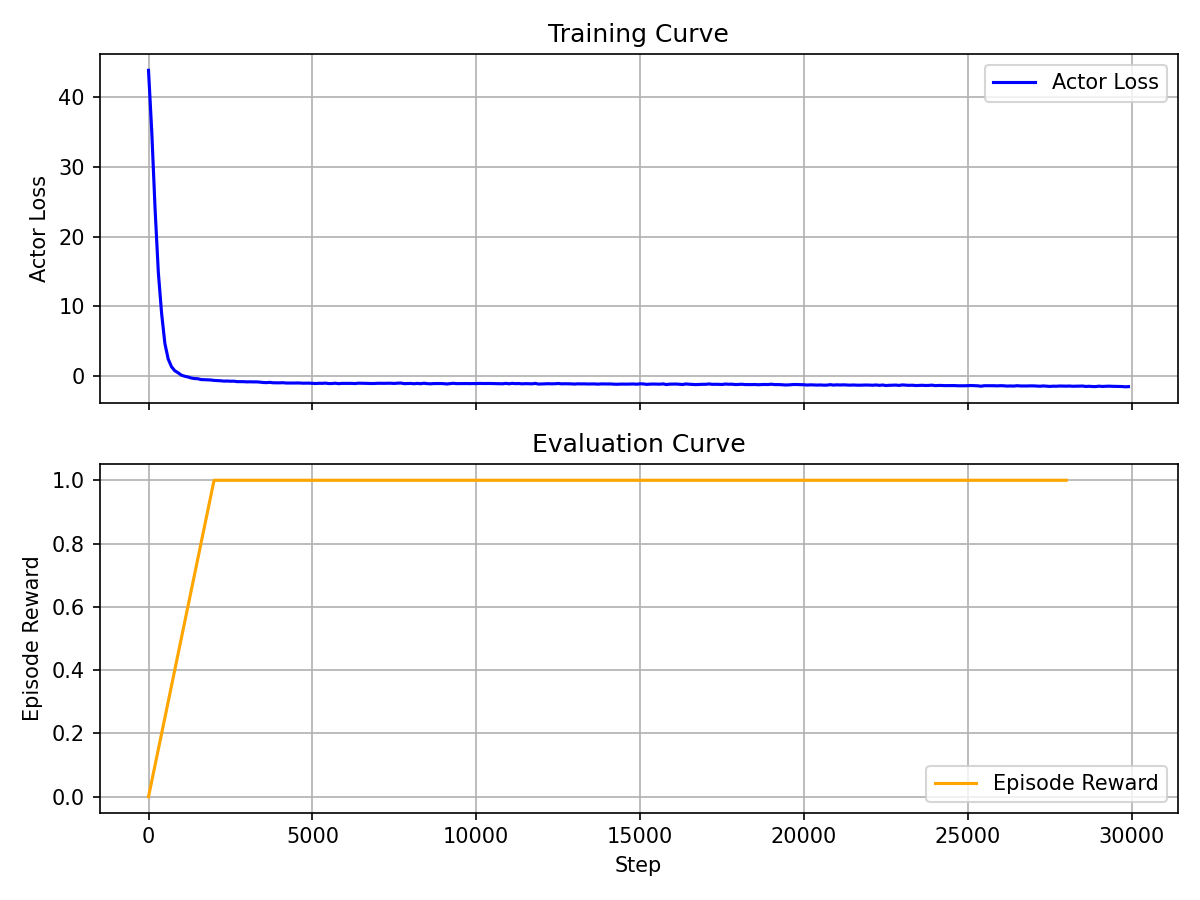 Training Curve
Actor Loss
40
30
20
10
0
Actor Loss
Evaluation Curve
1.0
0.8
0.6
0.4
0.2
0.0
Episode Reward
Episode Reward
0 5000 10000 15000 20000 25000 30000
Step